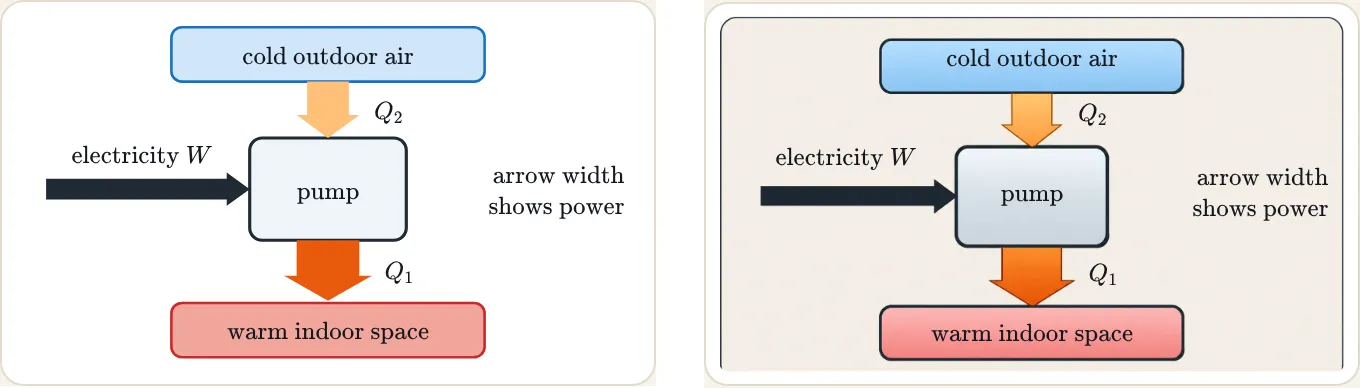 cold outdoor air
Q₂
electricity W
pump
arrow width
shows power
Q₁
warm indoor space
cold outdoor air
Q₂
electricity W
pump
arrow width
shows power
Q₁
warm indoor space